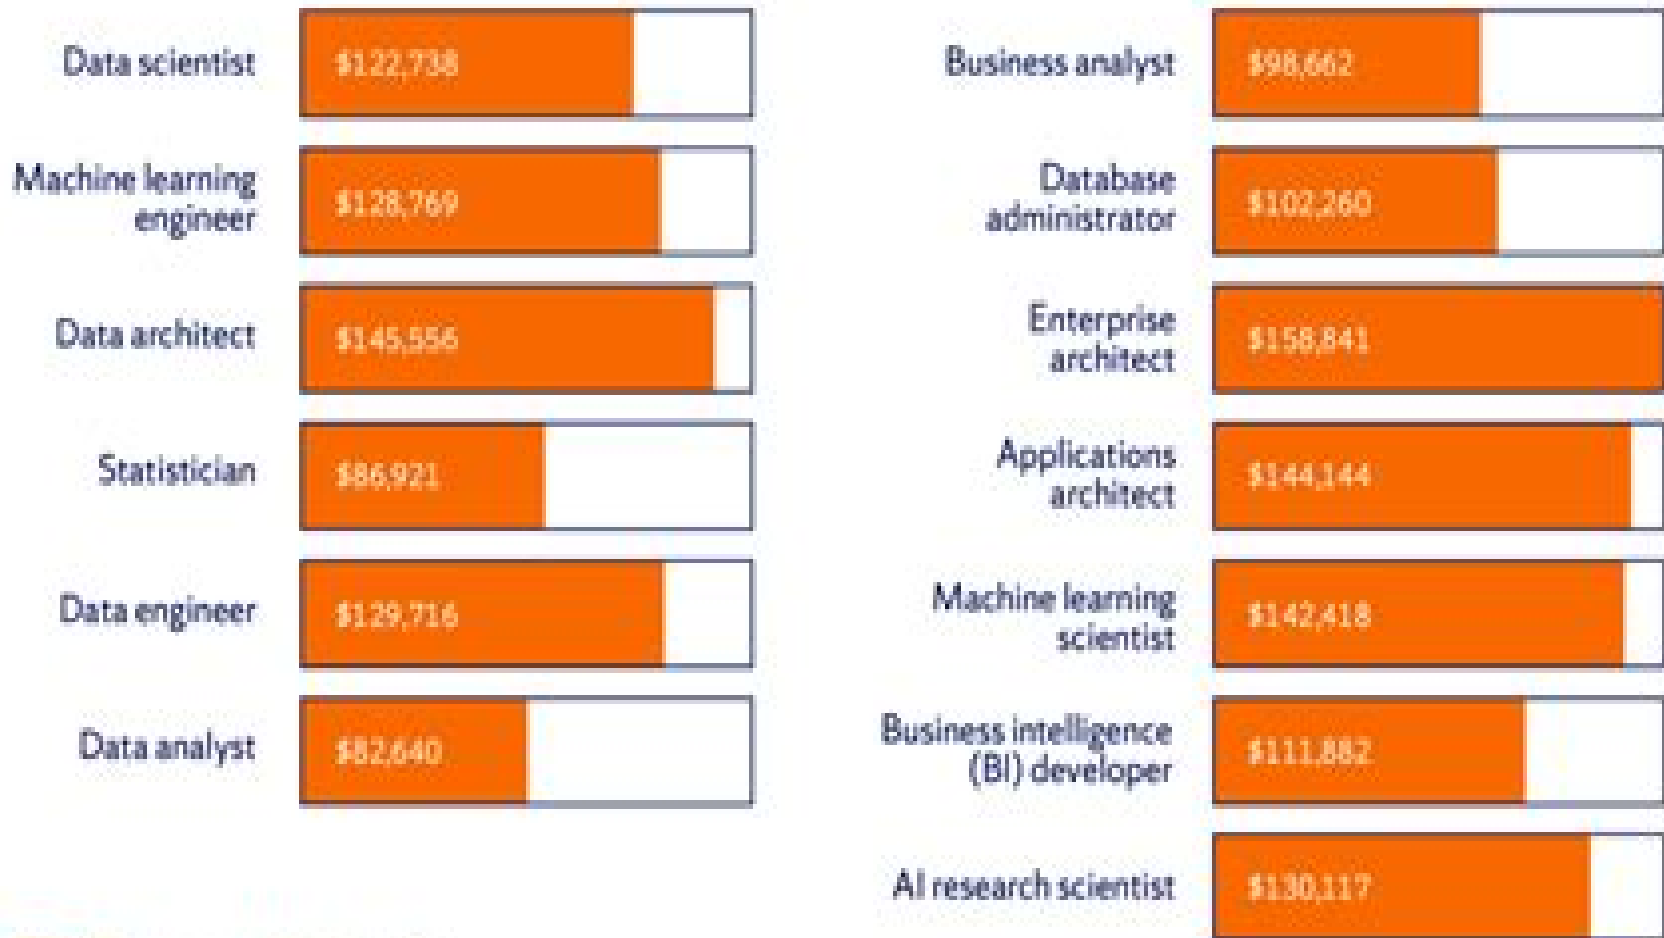 Data scientist
$122,738
Machine learning
engineer
$128,769
Data architect
$145,556
Statistician
$86,921
Data engineer
$129,716
Data analyst
$82,640
Business analyst
$98,662
Database
administrator
$102,260
Enterprise
architect
$158,841
Applications
architect
$144,144
Machine learning
scientist
$142,418
Business intelligence
(BI) developer
$111,882
AI research scientist
$130,117